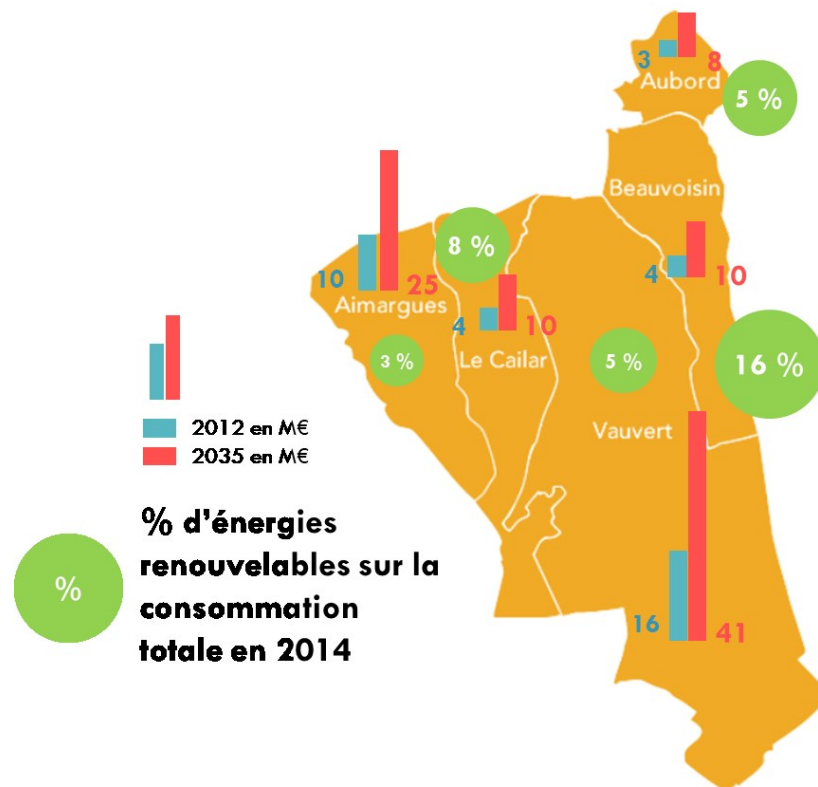 3
8
Aubord
5 %
Beauvoisin
4
10
8 %
10
25
Aimargues
4
10
3 %
Le Cailar
5 %
16 %
Vauvert
16
41
2012 en M€
2035 en M€
%
% d'énergies
renouvelables sur la
consommation
totale en 2014